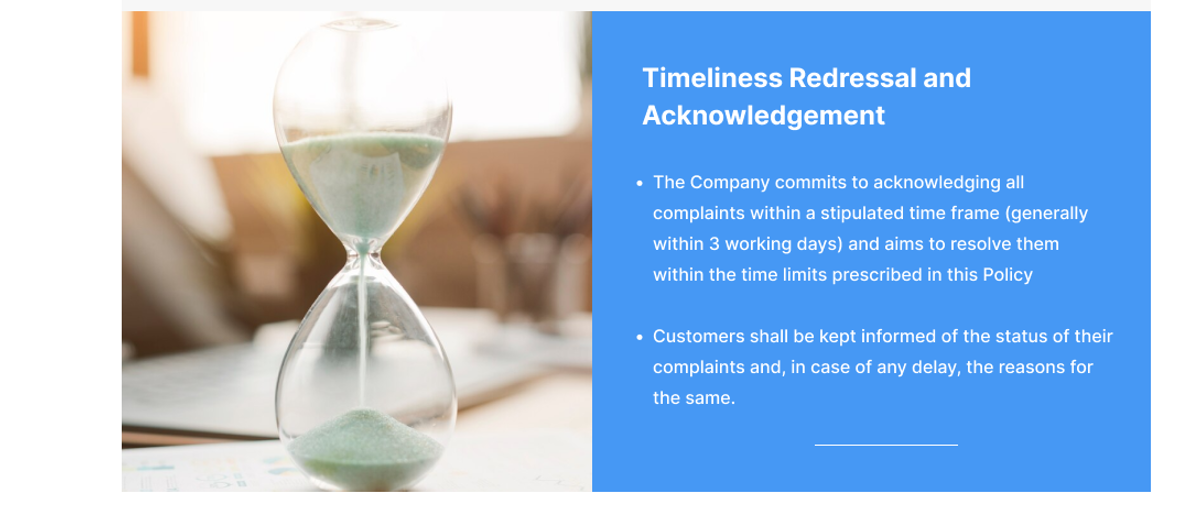 Timeliness Redressal and
Acknowledgement
• The Company commits to acknowledging all
complaints within a stipulated time frame (generally
within 3 working days) and aims to resolve them
within the time limits prescribed in this Policy
• Customers shall be kept informed of the status of their
complaints and, in case of any delay, the reasons for
the same.